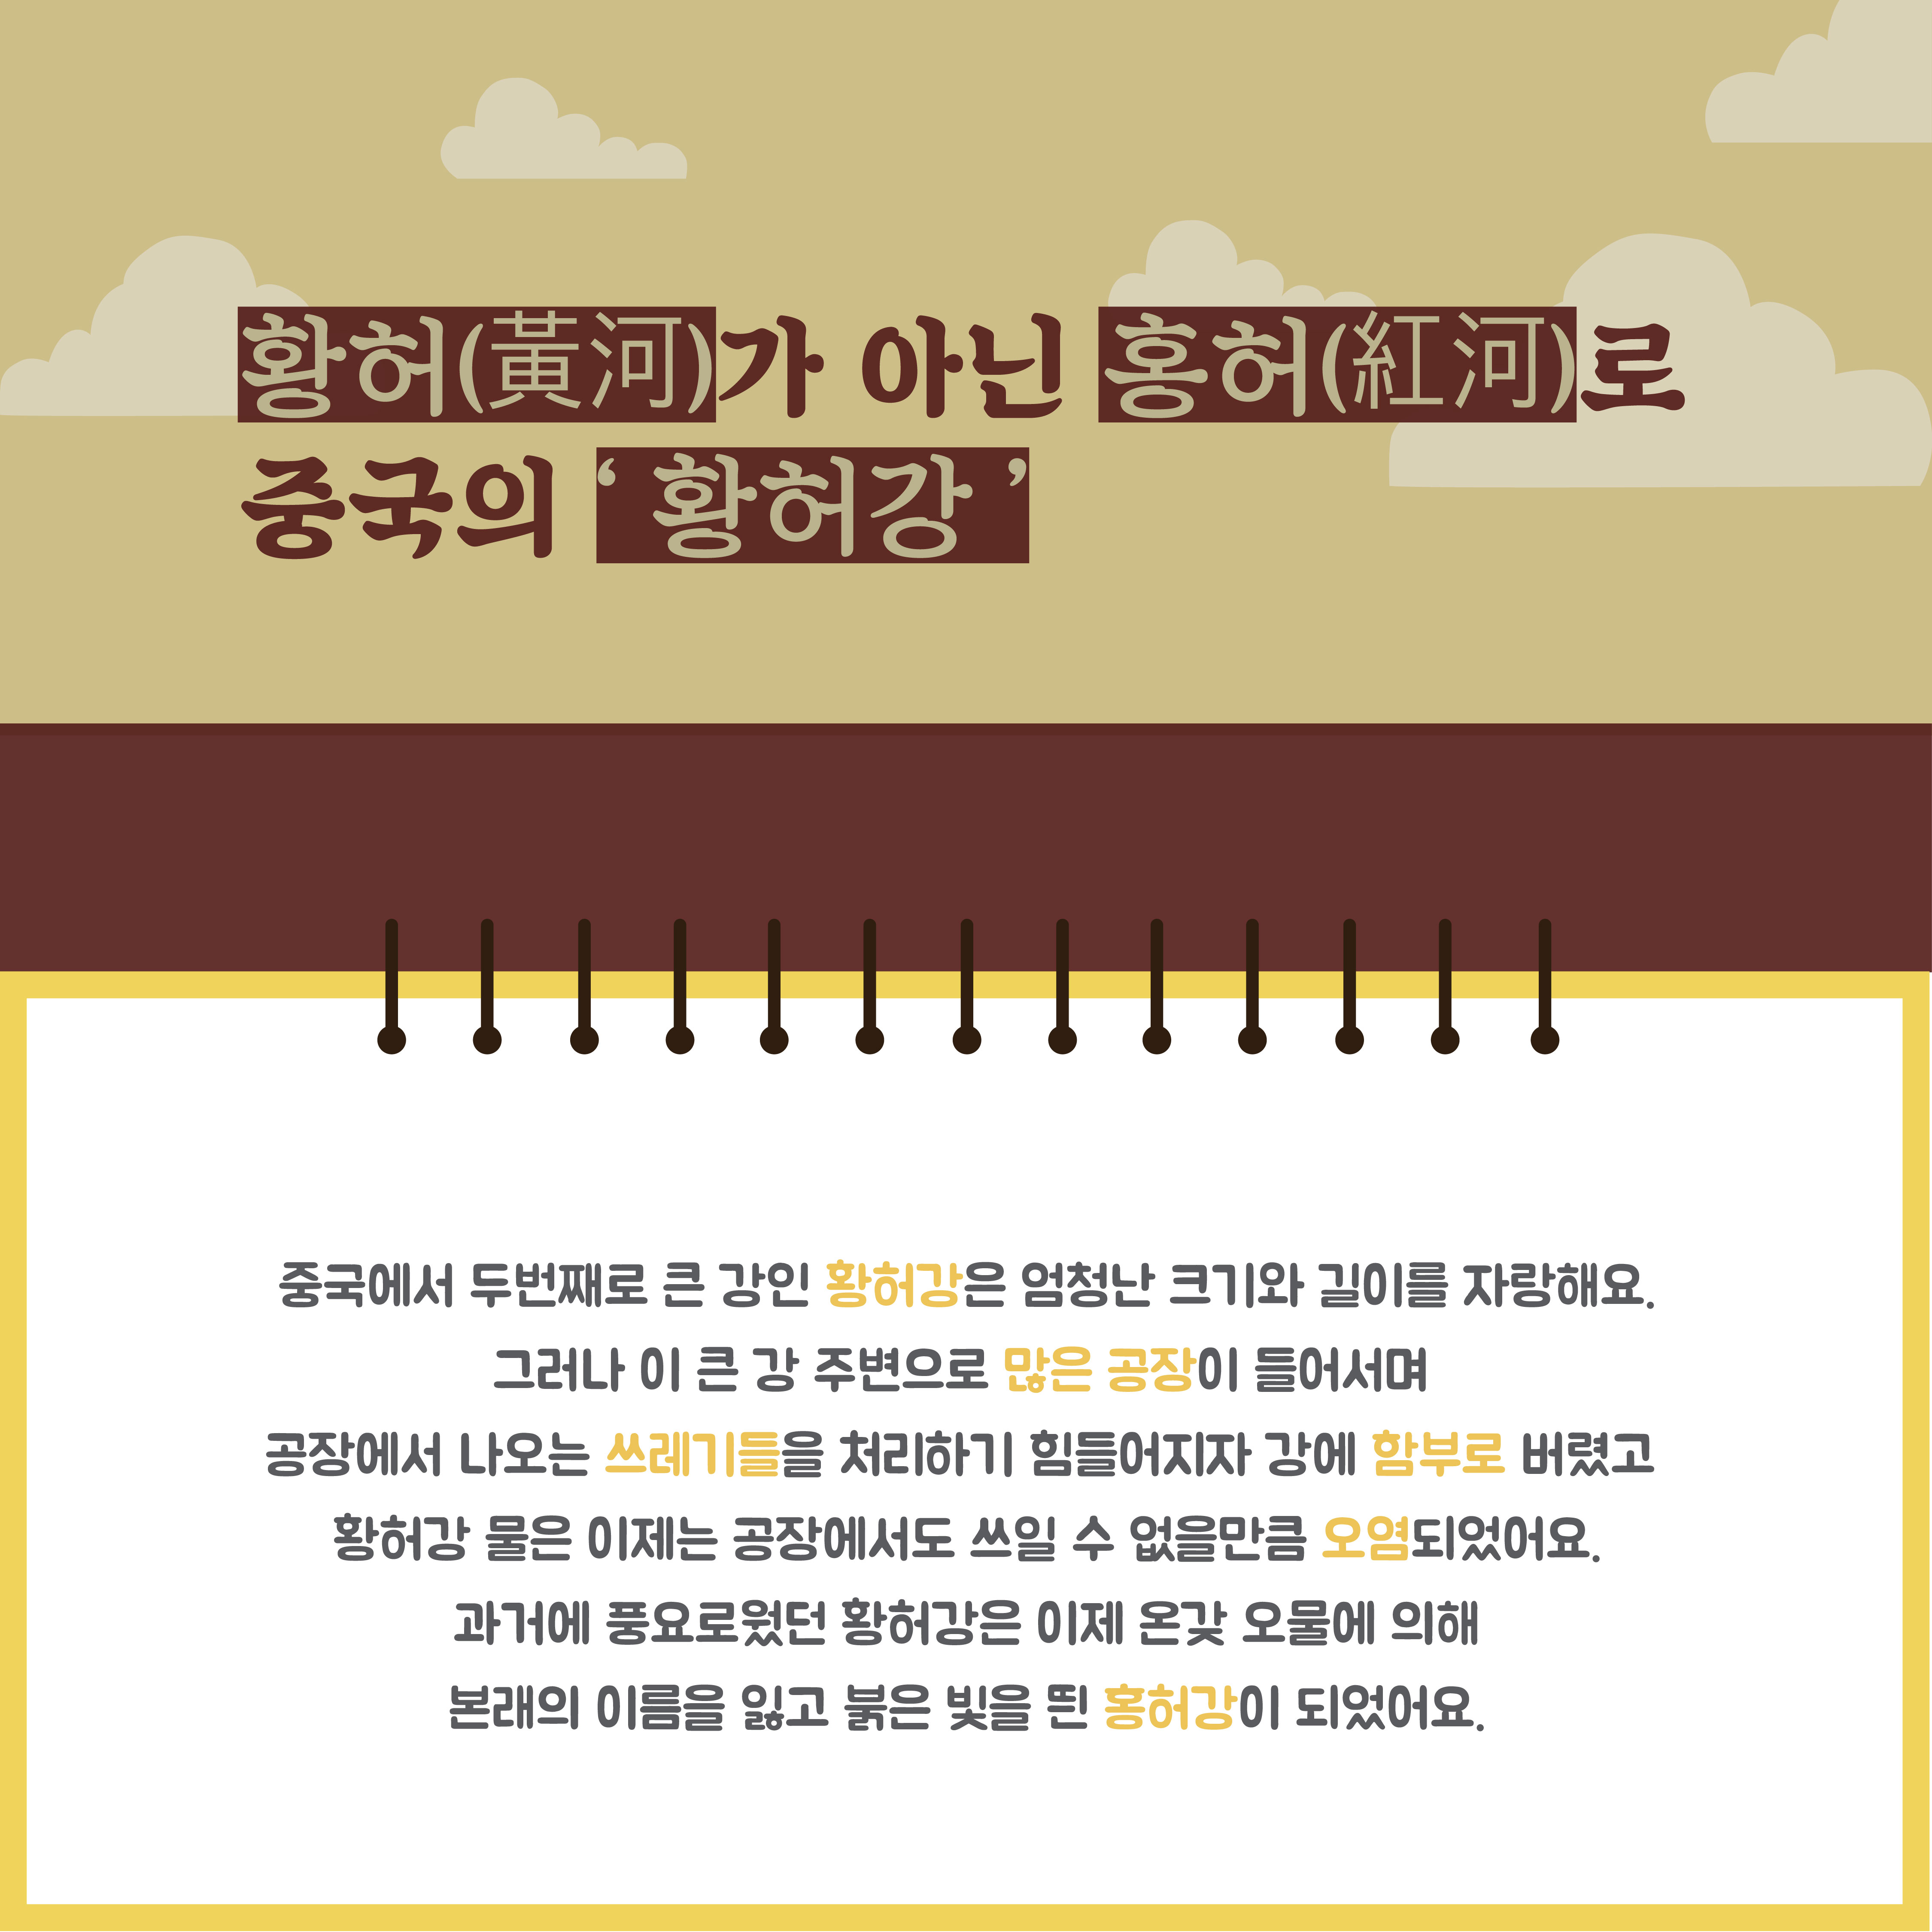 황허(黃河)가 아닌 홍허(紅河)로
중국의 ‘황허강’
중국에서 두번째로 큰 강인 황허강은 엄청난 크기와 길이를 자랑해요.
그러나 이 큰 강 주변으로 많은 공장이 들어서며
공장에서 나오는 쓰레기들을 처리하기 힘들어지자 강에 함부로 버렸고
황허강 물은 이제는 공장에서도 쓰일 수 없을만큼 오염되었어요.
과거에 풍요로웠던 황허강은 이제 온갖 오물에 의해
본래의 이름을 잃고 붉은 빛을 띈 홍허강이 되었어요.